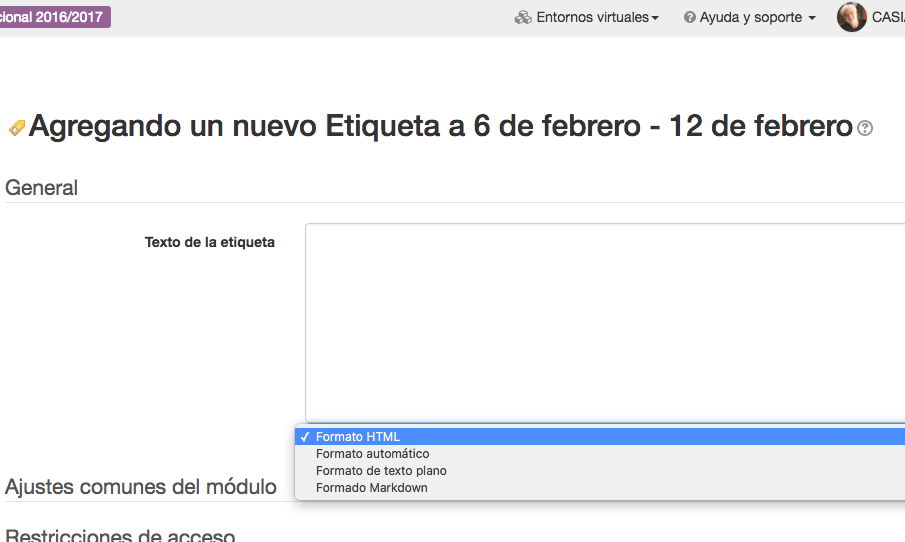 cional 2016/2017
Entornos virtuales
Ayuda y soporte
CASI
Agregando un nuevo Etiqueta a 6 de febrero - 12 de febrero
General
Texto de la etiqueta
Formato HTML
Formato automático
Formato de texto plano
Formado Markdown
Ajustes comunes del módulo
Restricciones de acceso